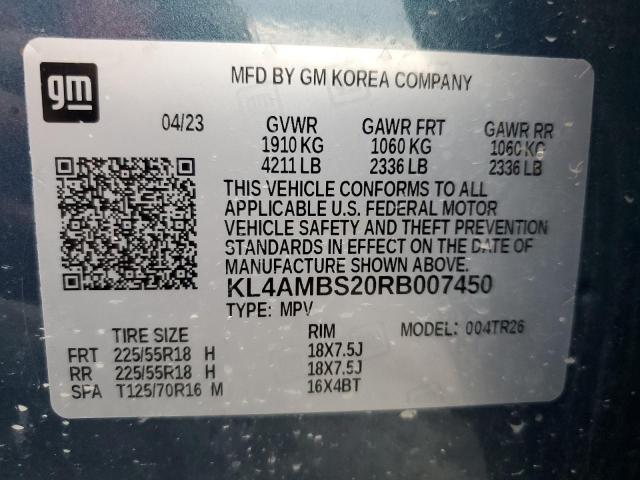 gm
MFD BY GM KOREA COMPANY
04/23 GVWR GAWR FRT GAWR RR
1910 KG 1060 KG 1060 KG
4211 LB 2336 LB 2336 LB
THIS VEHICLE CONFORMS TO ALL
APPLICABLE U.S. FEDERAL MOTOR
VEHICLE SAFETY AND THEFT PREVENTION
STANDARDS IN EFFECT ON THE DATE OF
MANUFACTURE SHOWN ABOVE.
KL4AMBS20RB007450
TYPE: MPV MODEL: 004TR26
TIRE SIZE RIM
FRT 225/55R18 H 18X7.5J
RR 225/55R18 H 18X7.5J
SFA T125/70R16 M 16X4BT